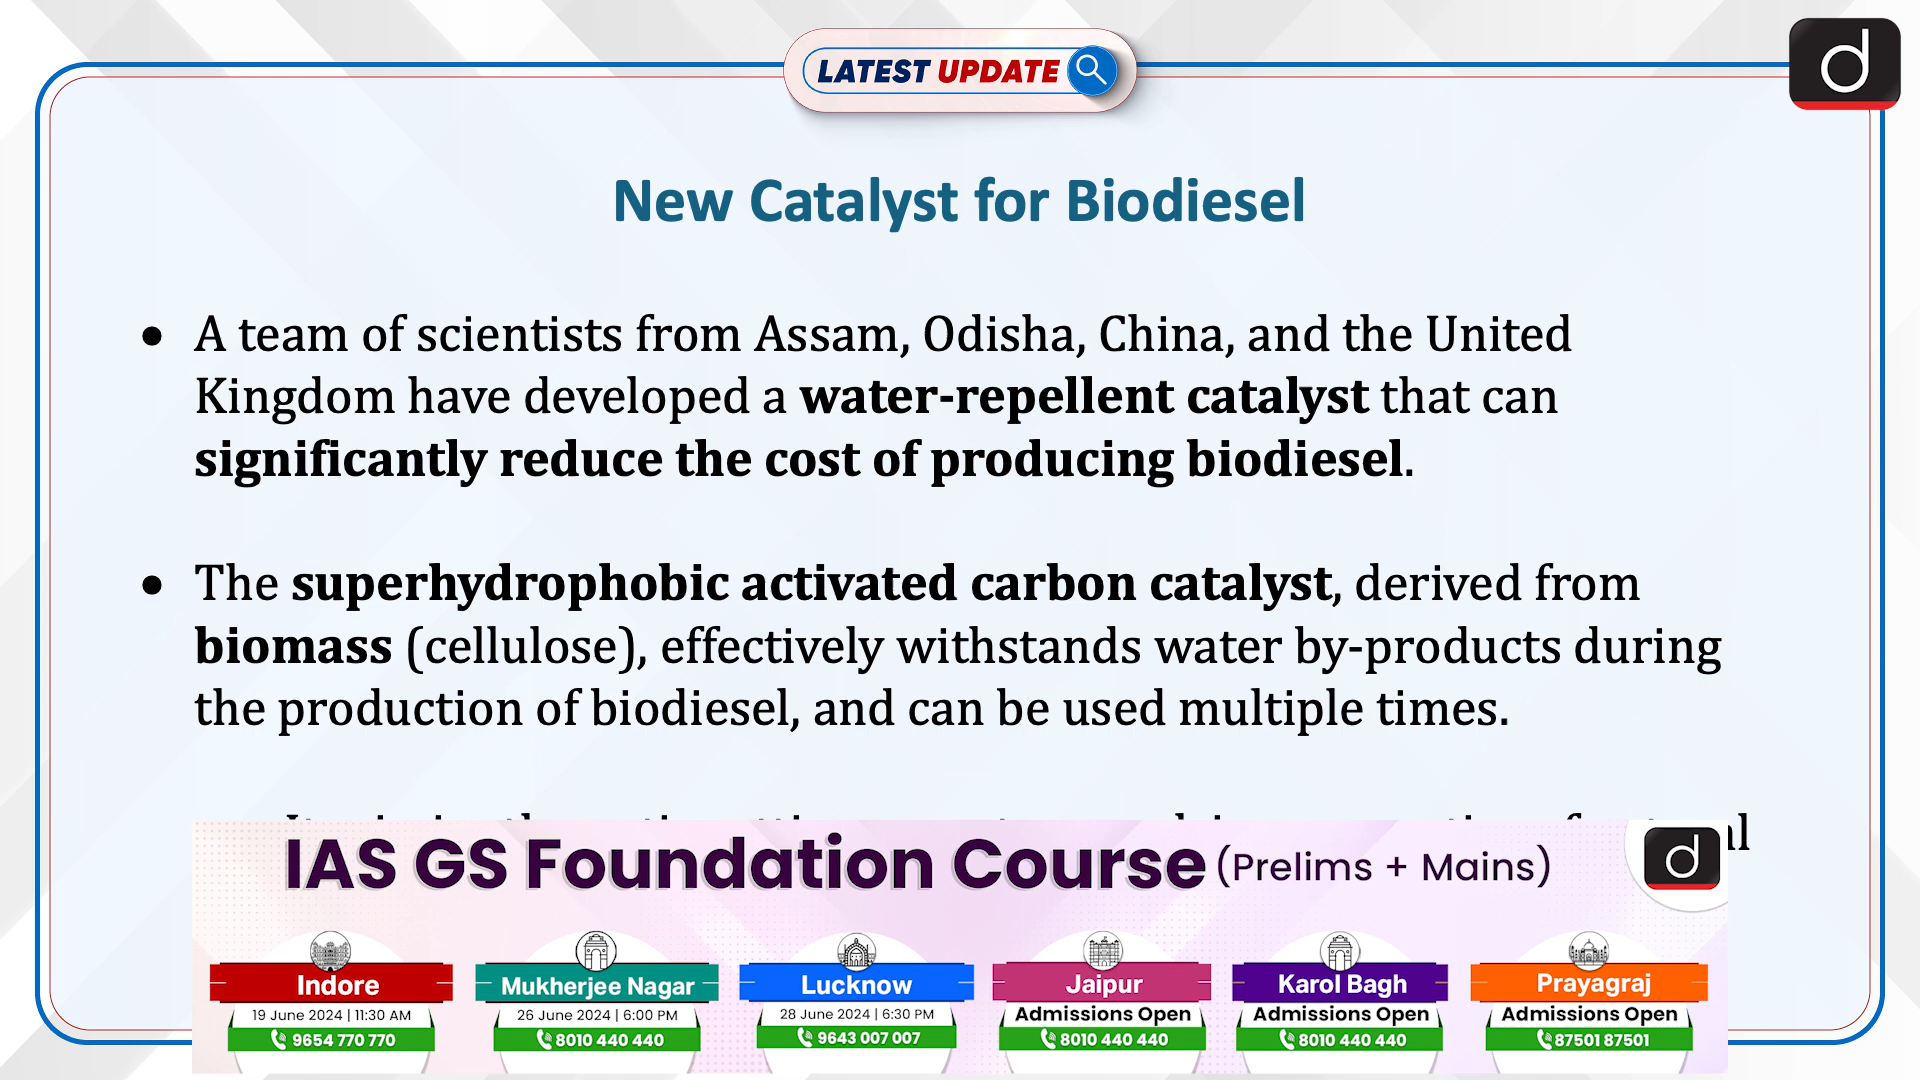 LATEST UPDATE
d
New Catalyst for Biodiesel
• A team of scientists from Assam, Odisha, China, and the United
Kingdom have developed a water-repellent catalyst that can
significantly reduce the cost of producing biodiesel.
• The superhydrophobic activated carbon catalyst, derived from
biomass (cellulose), effectively withstands water by-products during
the production of biodiesel, and can be used multiple times.
IAS GS Foundation Course (Prelims + Mains)
d
Indore Mukherjee Nagar Lucknow Jaipur Karol Bagh Prayagraj
19 June 2024 | 11:30 AM 26 June 2024 | 6:00 PM 28 June 2024 | 6:30 PM Admissions Open Admissions Open Admissions Open
9654 770 770 8010 440 440 9643 007 007 8010 440 440 8010 440 440 87501 87501